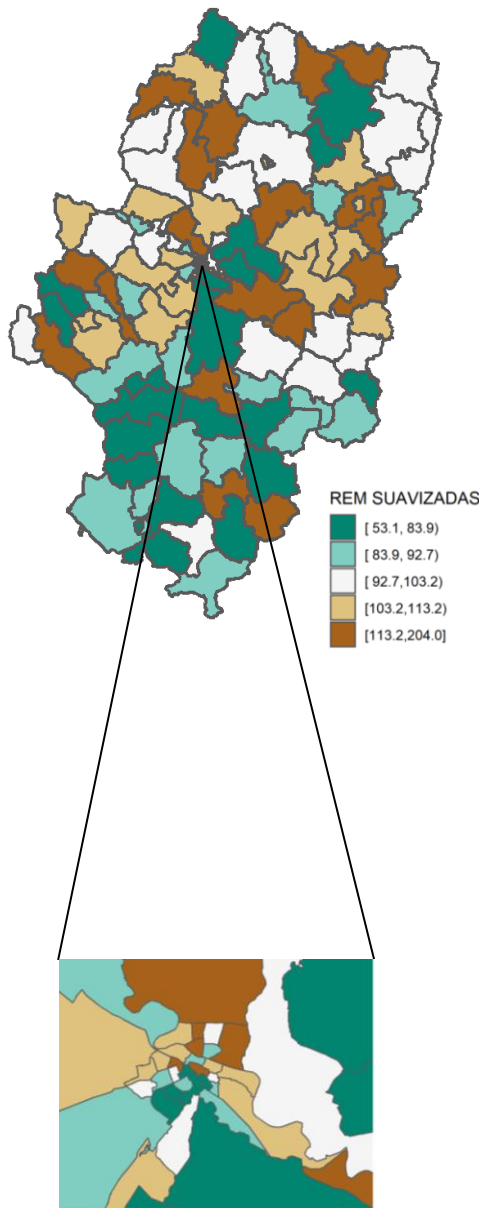 REM SUAVIZADAS
[ 53.1, 83.9)
[ 83.9, 92.7)
[ 92.7,103.2)
[103.2,113.2)
[113.2,204.0]